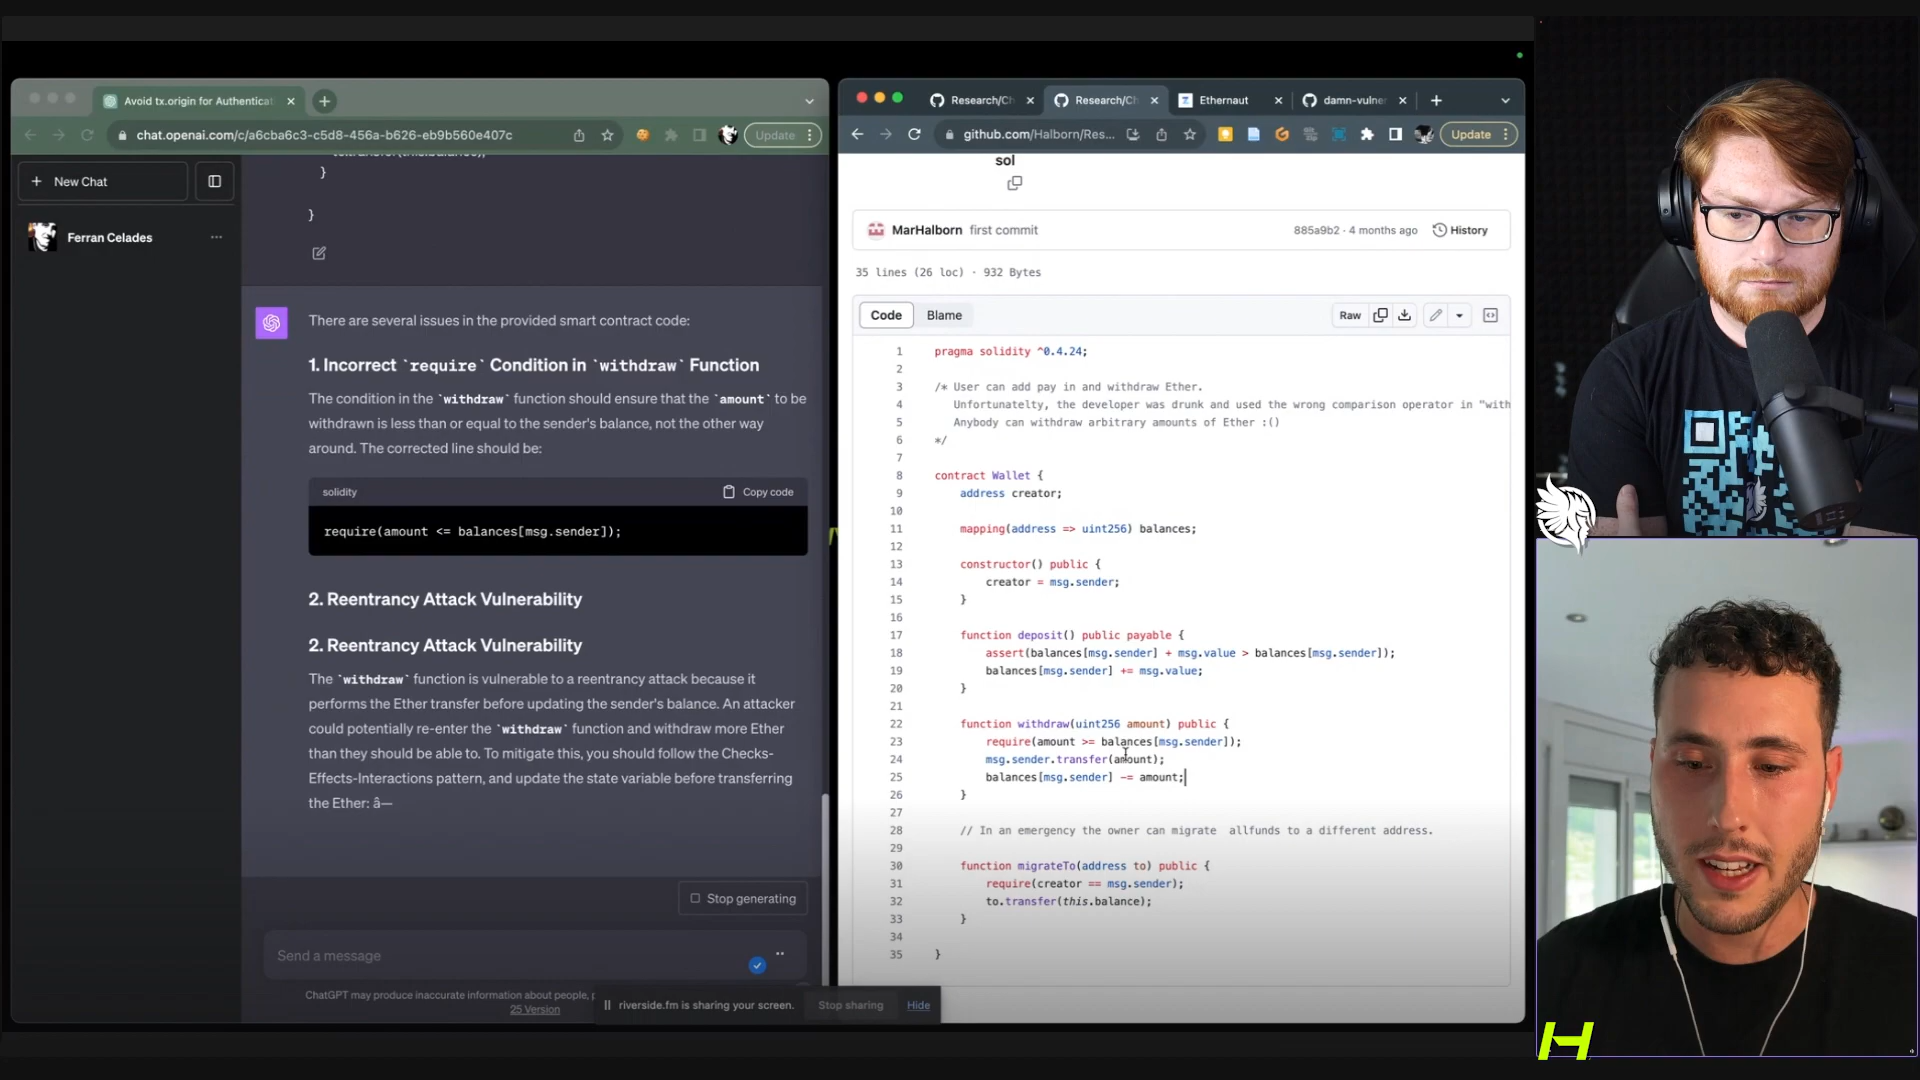 Avoid tx.origin for Authenticat
chat.openai.com/c/a6cba6c3-c5d8-456a-b626-eb9b560e407c
Update
New Chat
Ferran Celades
}
}
There are several issues in the provided smart contract code:
1. Incorrect `require` Condition in `withdraw` Function
The condition in the `withdraw` function should ensure that the `amount` to be
withdrawn is less than or equal to the sender's balance, not the other way
around. The corrected line should be:
solidity
Copy code
require(amount <= balances[msg.sender]);
2. Reentrancy Attack Vulnerability
2. Reentrancy Attack Vulnerability
The `withdraw` function is vulnerable to a reentrancy attack because it
performs the Ether transfer before updating the sender's balance. An attacker
could potentially re-enter the `withdraw` function and withdraw more Ether
than they should be able to. To mitigate this, you should follow the Checks-
Effects-Interactions pattern, and update the state variable before transferring
the Ether: â—
Stop generating
Send a message
ChatGPT may produce inaccurate information about people, p
25 Version
riverside.fm is sharing your screen.
Stop sharing
Hide
Research/Ch
Research/Ch
Ethernaut
damn-vulner
github.com/Halborn/Res...
Update
sol
MarHalborn first commit
885a9b2 · 4 months ago
History
35 lines (26 loc) · 932 Bytes
Code
Blame
Raw
1 pragma solidity ^0.4.24;
2
3 /* User can add pay in and withdraw Ether.
4 Unfortunatelty, the developer was drunk and used the wrong comparison operator in "with
5 Anybody can withdraw arbitrary amounts of Ether :()
6 */
7
8 contract Wallet {
9 address creator;
10
11 mapping(address => uint256) balances;
12
13 constructor() public {
14 creator = msg.sender;
15 }
16
17 function deposit() public payable {
18 assert(balances[msg.sender] + msg.value > balances[msg.sender]);
19 balances[msg.sender] += msg.value;
20 }
21
22 function withdraw(uint256 amount) public {
23 require(amount >= balances[msg.sender]);
24 msg.sender.transfer(amount);
25 balances[msg.sender] -= amount;
26 }
27
28 // In an emergency the owner can migrate allfunds to a different address.
29
30 function migrateTo(address to) public {
31 require(creator == msg.sender);
32 to.transfer(this.balance);
33 }
34
35 }
H